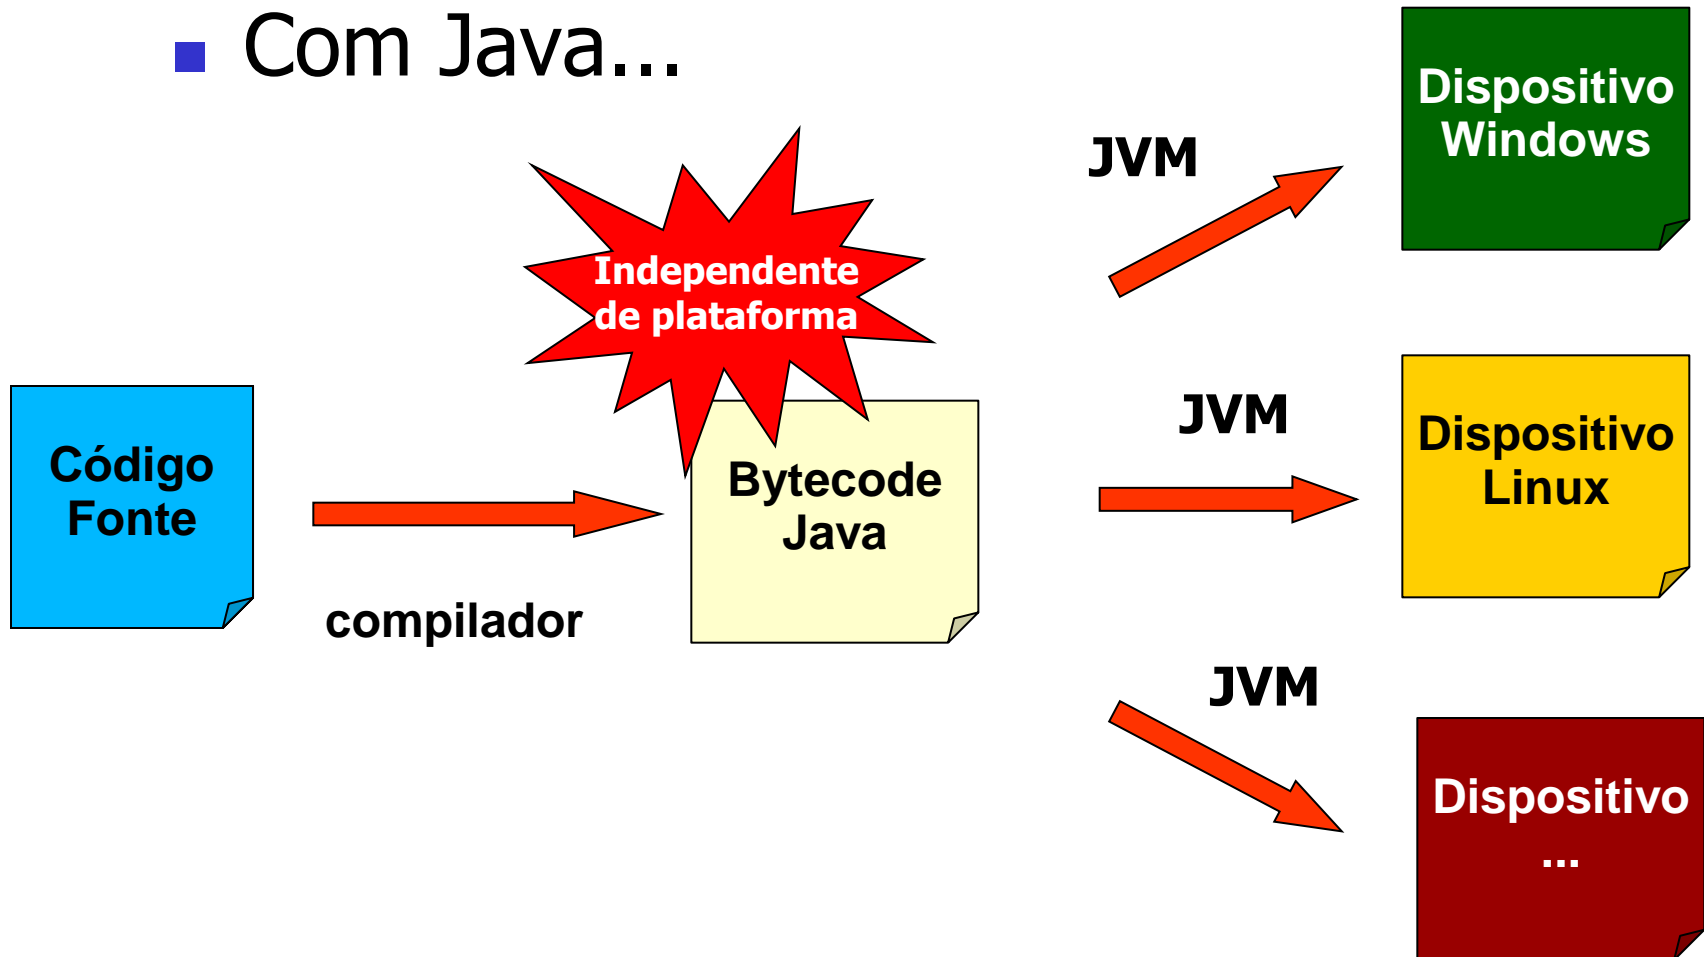 Com Java...
Independente
de plataforma
Código
Fonte
compilador
Bytecode
Java
JVM
Dispositivo
Windows
JVM
Dispositivo
Linux
JVM
Dispositivo
...